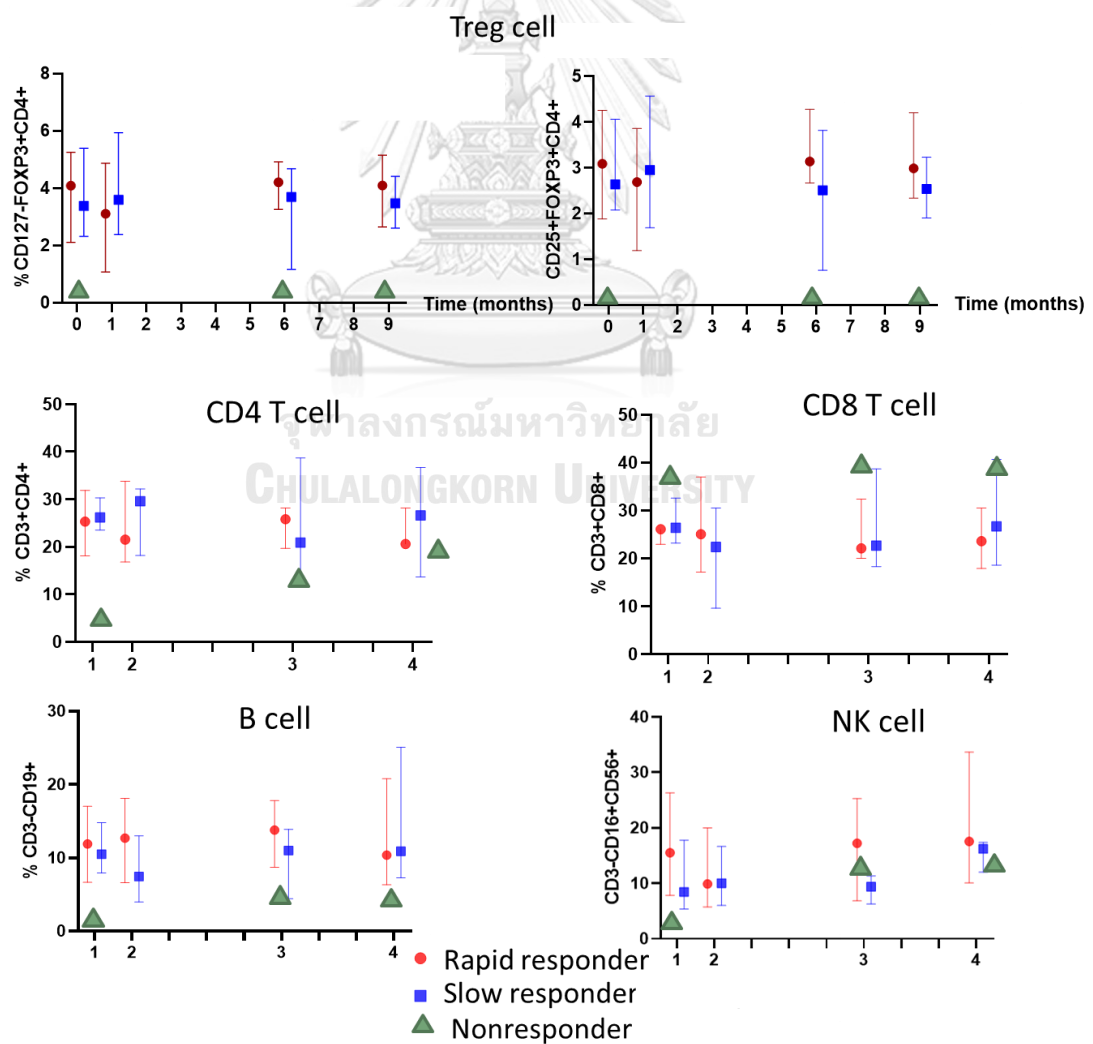 Treg cell
%CD127-FOXP3+CD4+
8
6
4
2
0
0 1 2 3 4 5 6 7 8 9
Time (months)
CD25+FOXP3+CD4+
5
4
3
2
1
0
0 1 2 3 4 5 6 7 8 9
Time (months)
CD4 T cell
% CD3+CD4+
50
40
30
20
10
0
1 2 3 4
CD8 T cell
% CD3+CD8+
50
40
30
20
10
0
1 2 3 4
จุฬาลงกรณ์มหาวิทยาลัย
CHULALONGKORN UNIVERSITY
B cell
% CD3-CD19+
30
20
10
0
1 2 3 4
NK cell
CD3-CD16+CD56+
40
30
20
10
0
1 2 3 4
Rapid responder
Slow responder
Nonresponder